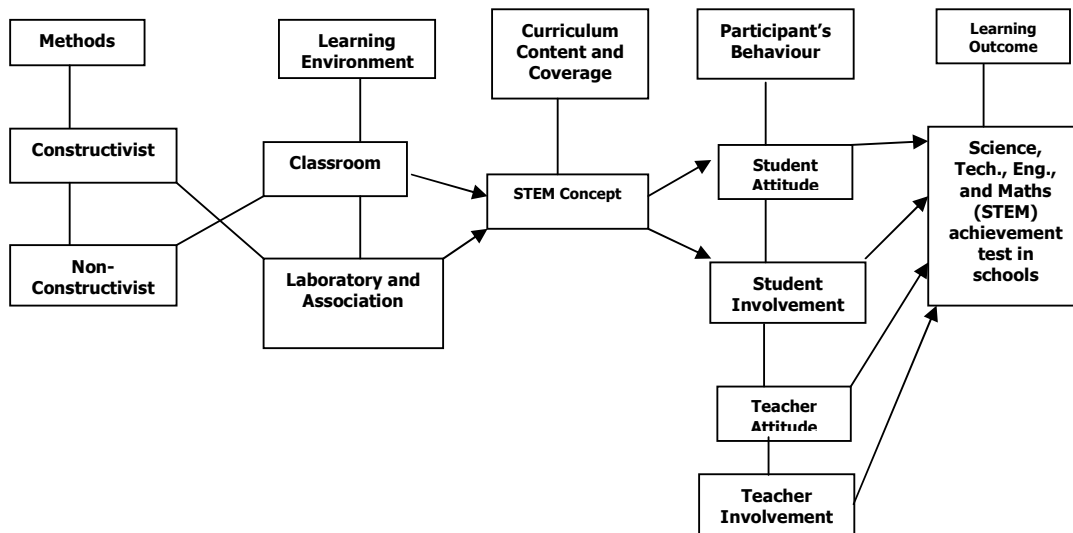 Methods
Learning
Environment
Curriculum
Content and
Coverage
Participant’s
Behaviour
Learning
Outcome
Constructivist
Non-
Constructivist
Classroom
Laboratory and
Association
STEM Concept
Student
Attitude
Student
Involvement
Teacher
Attitude
Teacher
Involvement
Science,
Tech., Eng.,
and Maths
(STEM)
achievement
test in
schools